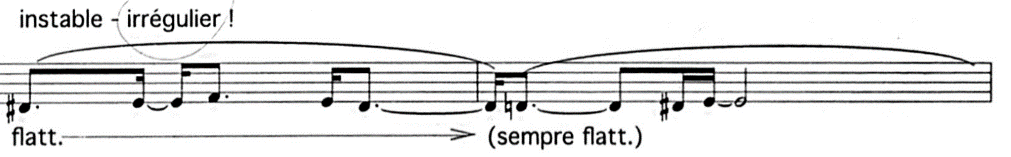 instable - irrégulier !
flatt. (sempre flatt.)